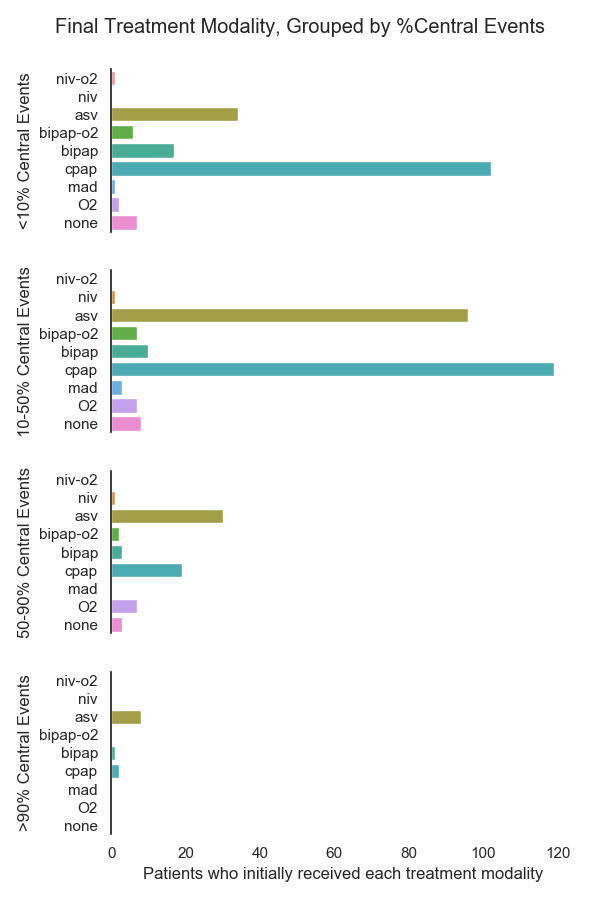 Final Treatment Modality, Grouped by %Central Events
<10% Central Events
niv-o2
niv
asv
bipap-o2
bipap
cpap
mad
O2
none
10-50% Central Events
niv-o2
niv
asv
bipap-o2
bipap
cpap
mad
O2
none
50-90% Central Events
niv-o2
niv
asv
bipap-o2
bipap
cpap
mad
O2
none
>90% Central Events
niv-o2
niv
asv
bipap-o2
bipap
cpap
mad
O2
none
0 20 40 60 80 100 120
Patients who initially received each treatment modality